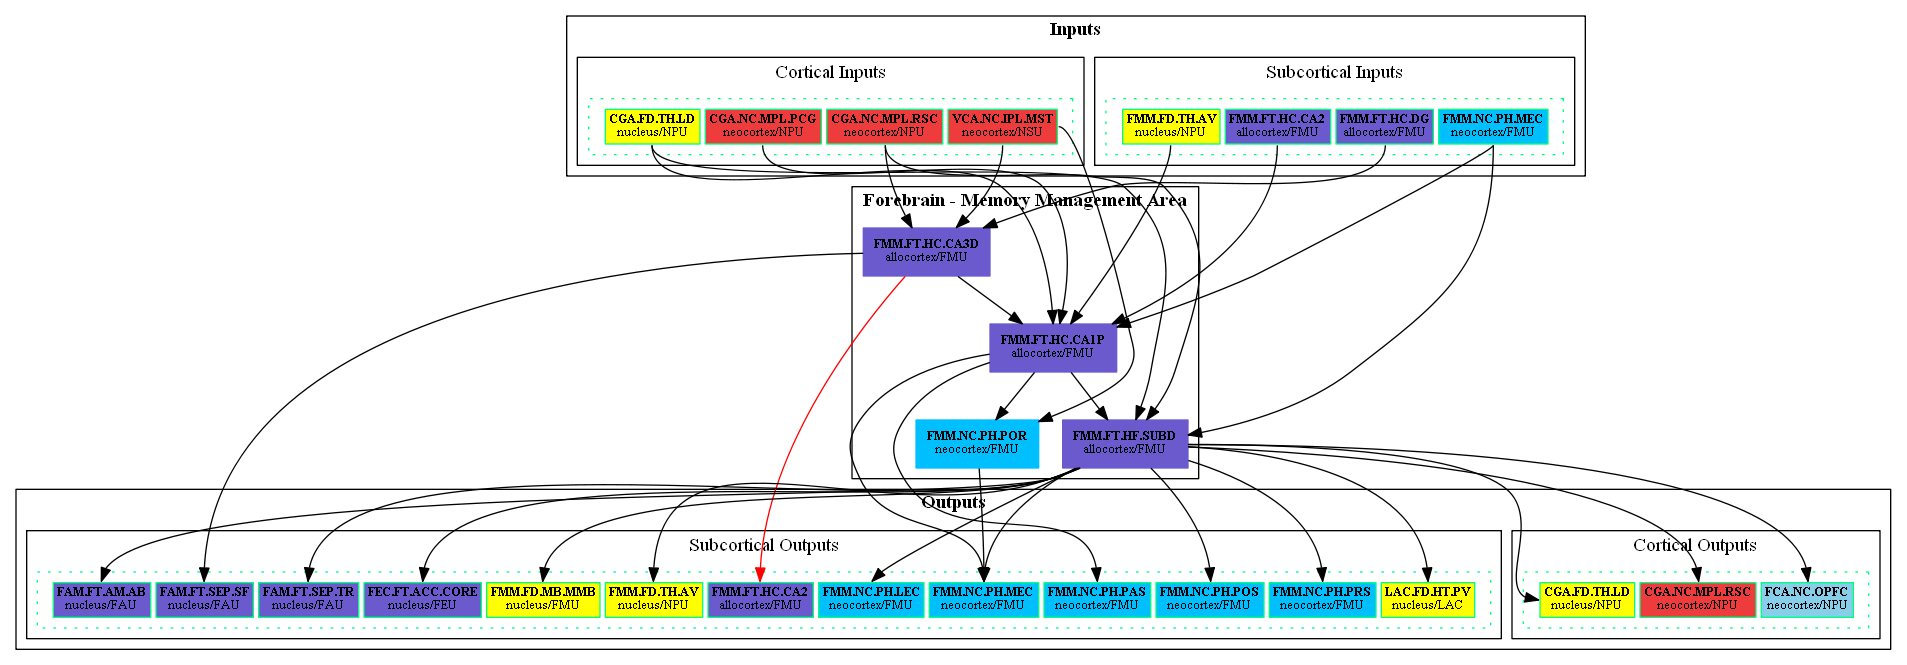 Inputs
Cortical Inputs
Subcortical Inputs
CGA.FD.TH.LD
nucleus/NPU
CGA.NC.MPL.PCG
neocortex/NPU
CGA.NC.MPL.RSC
neocortex/NPU
VCA.NC.IPL.MST
neocortex/NSU
FMM.FD.TH.AV
nucleus/NPU
FMM.FT.HC.CA2
allocortex/FMU
FMM.FT.HC.DG
allocortex/FMU
FMM.NC.PH.MEC
neocortex/FMU
Forebrain - Memory Management Area
FMM.FT.HC.CA3D
allocortex/FMU
FMM.FT.HC.CA1P
allocortex/FMU
FMM.NC.PH.POR
neocortex/FMU
FMM.FT.HF.SUBD
allocortex/FMU
Outputs
Subcortical Outputs
Cortical Outputs
FAM.FT.AM.AB
nucleus/FAU
FAM.FT.SEP.SF
nucleus/FAU
FAM.FT.SEP.TR
nucleus/FAU
FEC.FT.ACC.CORE
nucleus/FEU
FMM.FD.MB.MMB
nucleus/FMU
FMM.FD.TH.AV
nucleus/NPU
FMM.FT.HC.CA2
allocortex/FMU
FMM.NC.PH.LEC
neocortex/FMU
FMM.NC.PH.MEC
neocortex/FMU
FMM.NC.PH.PAS
neocortex/FMU
FMM.NC.PH.POS
neocortex/FMU
FMM.NC.PH.PRS
neocortex/FMU
LAC.FD.HT.PV
nucleus/LAC
CGA.FD.TH.LD
nucleus/NPU
CGA.NC.MPL.RSC
neocortex/NPU
FCA.NC.OPFC
neocortex/NPU